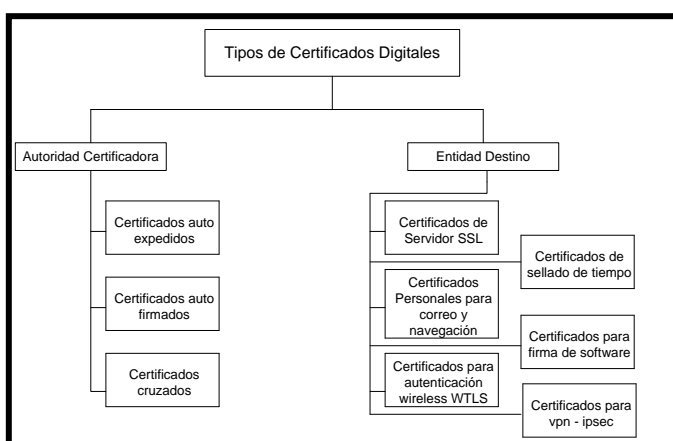 Tipos de Certificados Digitales
Autoridad Certificadora
Entidad Destino
Certificados auto
expedidos
Certificados auto
firmados
Certificados
cruzados
Certificados de
Servidor SSL
Certificados de
sellado de tiempo
Certificados
Personales para
correo y
navegación
Certificados para
firma de software
Certificados para
autenticación
wireless WTLS
Certificados para
vpn - ipsec